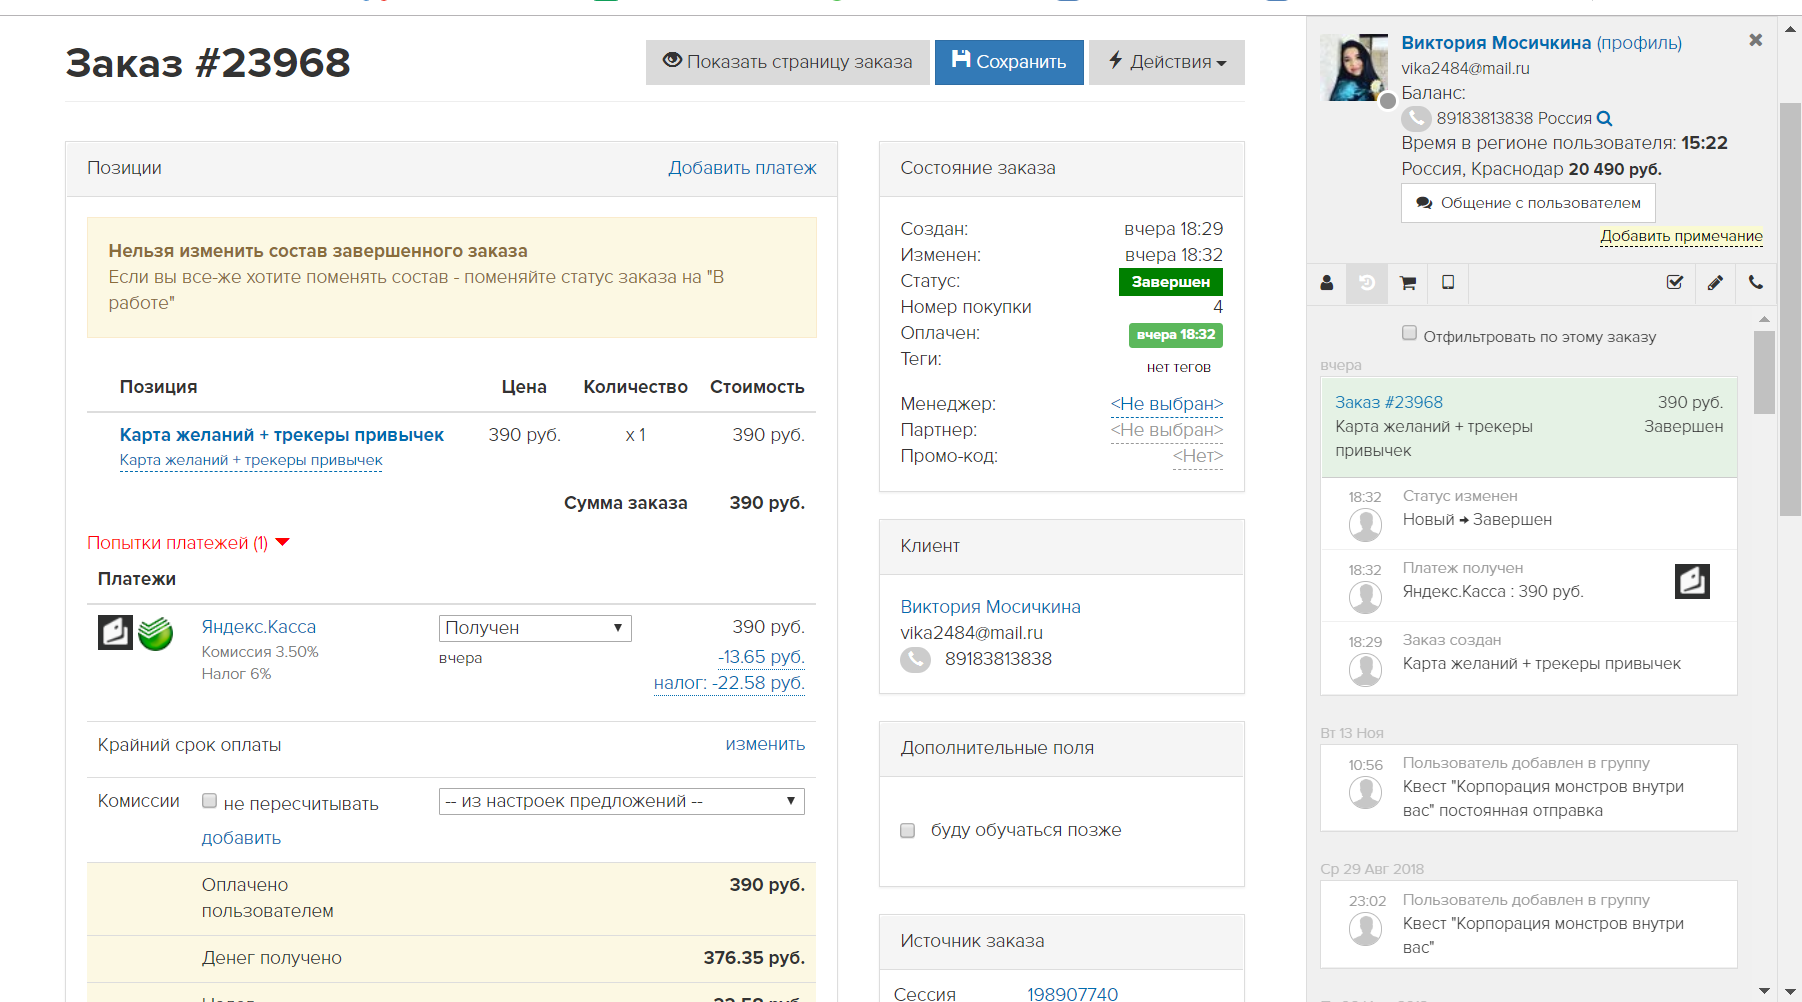 Заказ #23968
Показать страницу заказа
Сохранить
Действия
Позиции
Добавить платеж
Нельзя изменить состав завершенного заказа
Если вы все-же хотите поменять состав - поменяйте статус заказа на "В
работе"
Позиция Цена Количество Стоимость
Карта желаний + трекеры привычек 390 руб. x 1 390 руб.
Карта желаний + трекеры привычек
Сумма заказа 390 руб.
Попытки платежей (1)
Платежи
Яндекс.Касса Получен 390 руб.
Комиссия 3.50% вчера -13.65 руб.
Налог 6% налог: -22.58 руб.
Крайний срок оплаты изменить
Комиссии не пересчитывать -- из настроек предложений --
добавить
Оплачено 390 руб.
пользователем
Денег получено 376.35 руб.
Состояние заказа
Создан: вчера 18:29
Изменен: вчера 18:32
Статус: Завершен
Номер покупки 4
Оплачен: вчера 18:32
Теги: нет тегов
Менеджер: <Не выбран>
Партнер: <Не выбран>
Промо-код: <Нет>
Клиент
Виктория Мосичкина
vika2484@mail.ru
89183813838
Дополнительные поля
буду обучаться позже
Источник заказа
Сессия 198907740
Виктория Мосичкина (профиль)
vika2484@mail.ru
Баланс:
89183813838 Россия
Время в регионе пользователя: 15:22
Россия, Краснодар 20 490 руб.
Общение с пользователем
Добавить примечание
Отфильтровать по этому заказу
вчера
Заказ #23968 390 руб.
Карта желаний + трекеры Завершен
привычек
18:32 Статус изменен
Новый → Завершен
18:32 Платеж получен
Яндекс.Касса : 390 руб.
18:29 Заказ создан
Карта желаний + трекеры привычек
Вт 13 Ноя
10:56 Пользователь добавлен в группу
Квест "Корпорация монстров внутри
вас" постоянная отправка
Ср 29 Авг 2018
23:02 Пользователь добавлен в группу
Квест "Корпорация монстров внутри
вас"